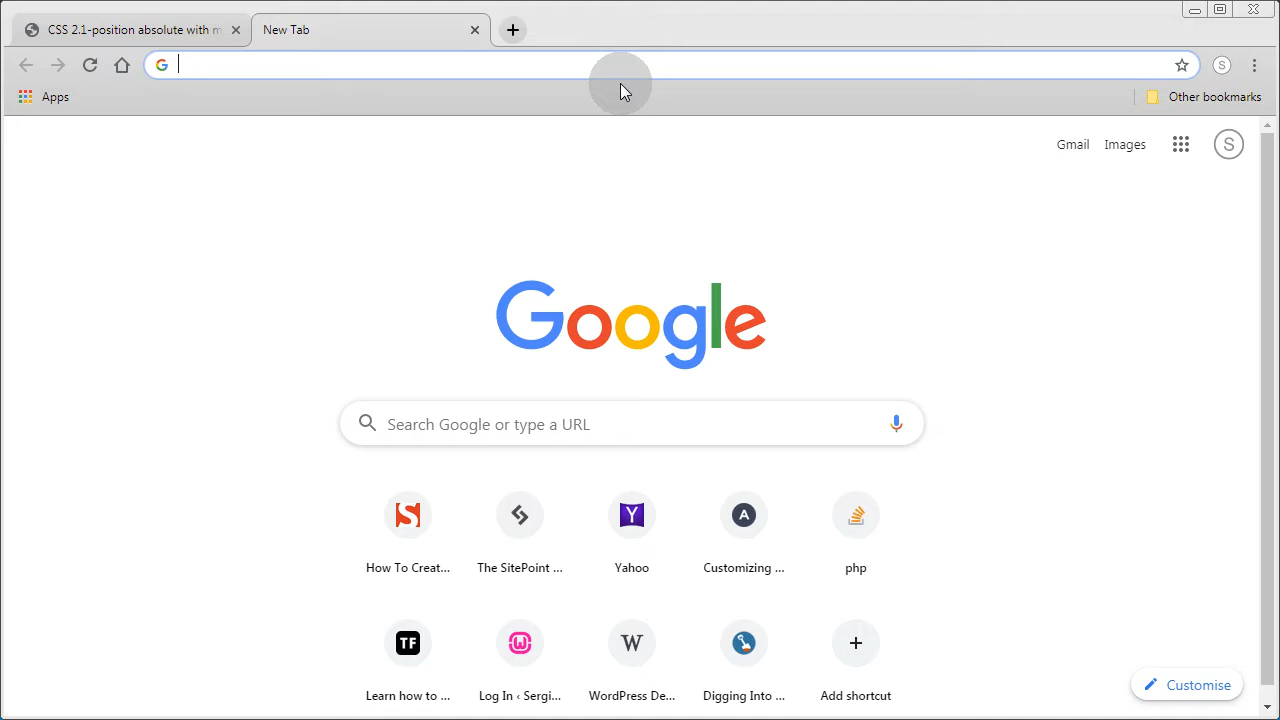 CSS 2.1-position absolute with m
New Tab
Apps
Other bookmarks
S
Gmail
Images
S
Google
Search Google or type a URL
How To Creat...
The SitePoint ...
Yahoo
Customizing ...
php
Learn how to ...
Log In ‹ Sergi...
WordPress De...
Digging Into ...
Add shortcut
Customise